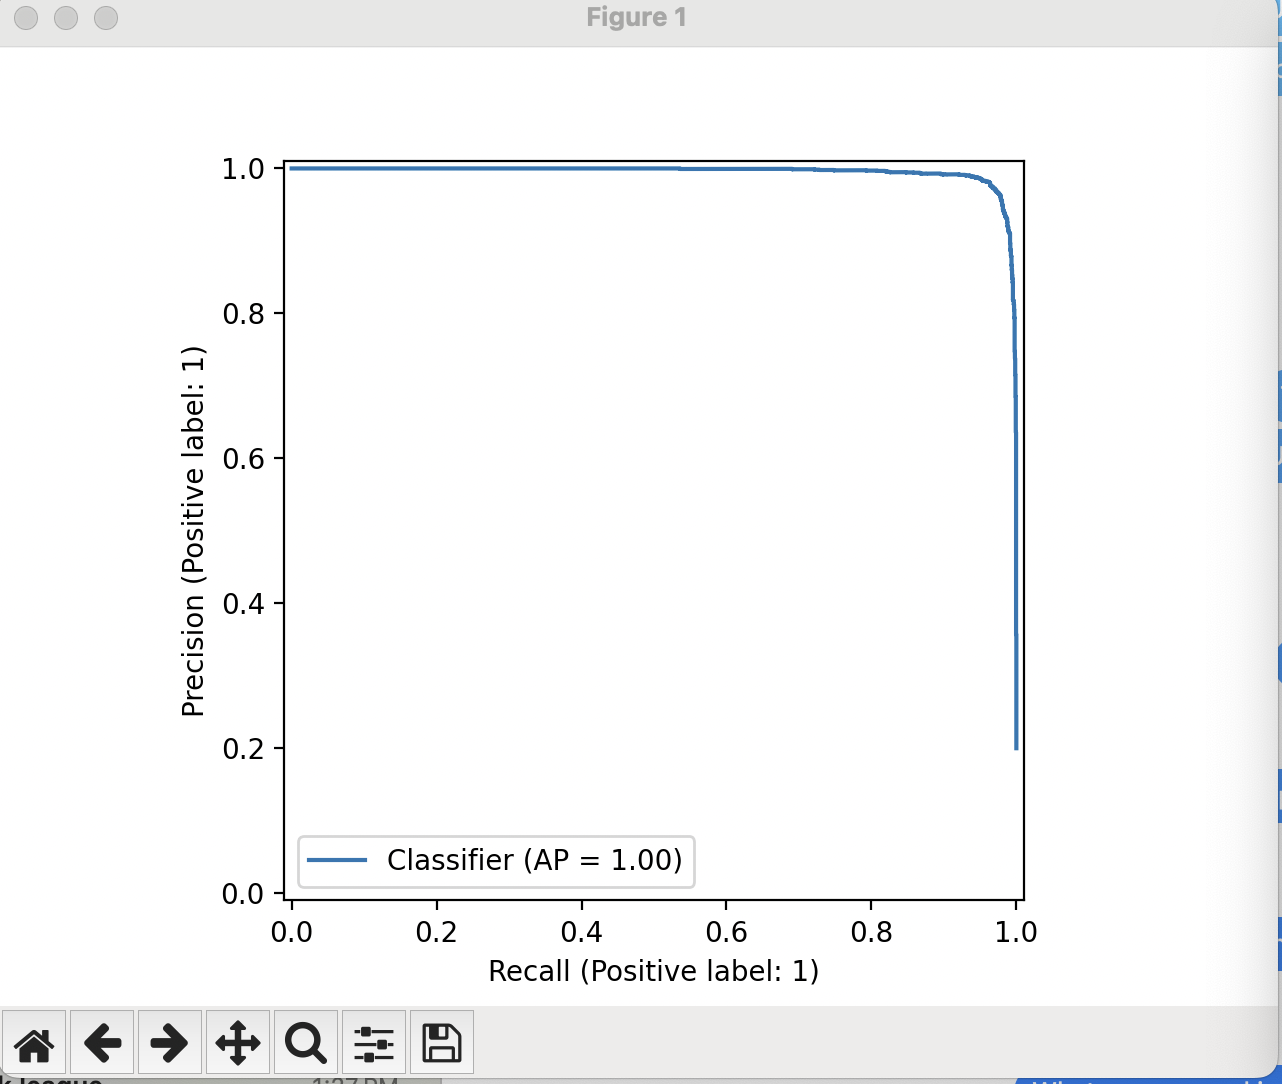 Figure 1
1.0
0.8
0.6
0.4
0.2
0.0
Precision (Positive label: 1)
Classifier (AP = 1.00)
0.0 0.2 0.4 0.6 0.8 1.0
Recall (Positive label: 1)